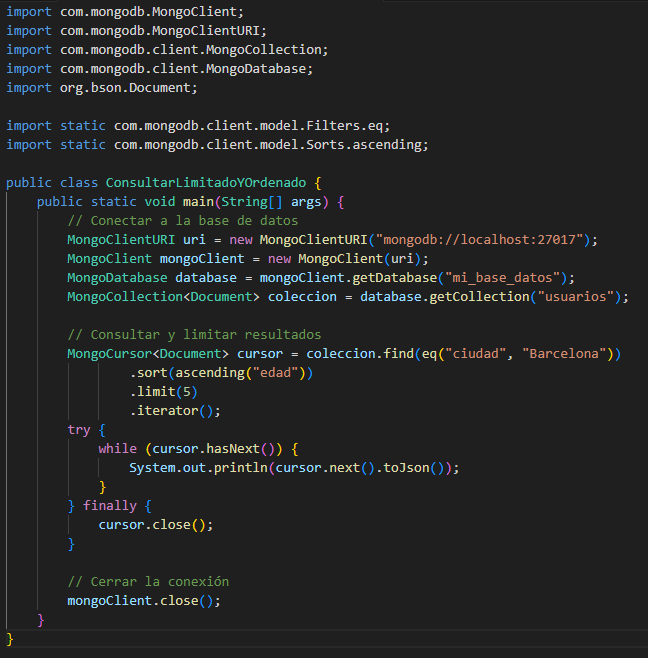 import com.mongodb.MongoClient;
import com.mongodb.MongoClientURI;
import com.mongodb.client.MongoCollection;
import com.mongodb.client.MongoDatabase;
import org.bson.Document;

import static com.mongodb.client.model.Filters.eq;
import static com.mongodb.client.model.Sorts.ascending;

public class ConsultarLimitadoYOrdenado {
    public static void main(String[] args) {
        // Conectar a la base de datos
        MongoClientURI uri = new MongoClientURI("mongodb://localhost:27017");
        MongoClient mongoClient = new MongoClient(uri);
        MongoDatabase database = mongoClient.getDatabase("mi_base_datos");
        MongoCollection<Document> coleccion = database.getCollection("usuarios");

        // Consultar y limitar resultados
        MongoCursor<Document> cursor = coleccion.find(eq("ciudad", "Barcelona"))
                .sort(ascending("edad"))
                .limit(5)
                .iterator();
        try {
            while (cursor.hasNext()) {
                System.out.println(cursor.next().toJson());
            }
        } finally {
            cursor.close();
        }

        // Cerrar la conexión
        mongoClient.close();
    }
}